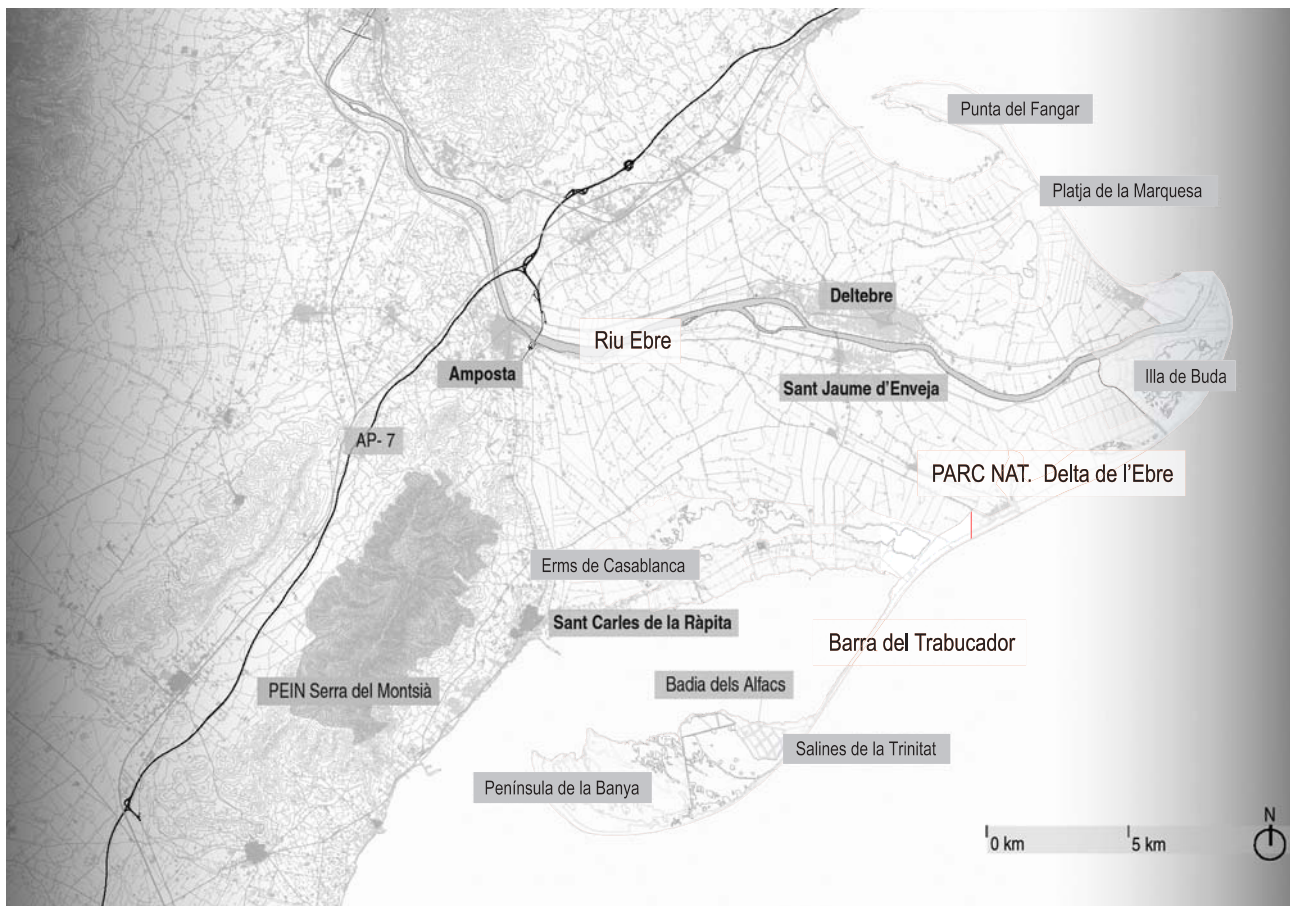 Punta del Fangar
Platja de la Marquesa
Deltebre
Riu Ebre
Amposta
Sant Jaume d'Enveja
Illa de Buda
AP- 7
PARC NAT. Delta de l'Ebre
Erms de Casablanca
Sant Carles de la Ràpita
Barra del Trabucador
PEIN Serra del Montsià
Badia dels Alfacs
Salines de la Trinitat
Península de la Banya
N
0 km
5 km